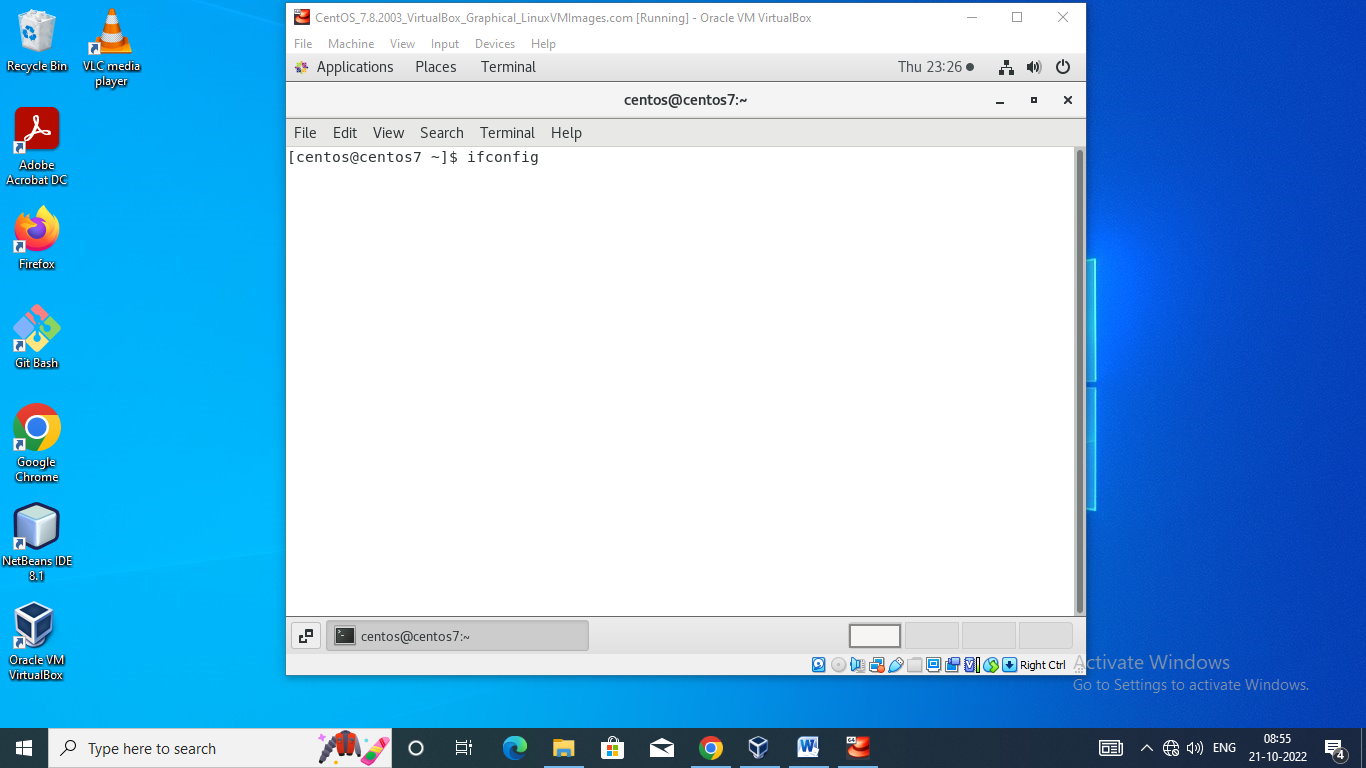 Recycle Bin
VLC media
player
Adobe
Acrobat DC
Firefox
Git Bash
Google
Chrome
NetBeans IDE
8.1
Oracle VM
VirtualBox
CentOS_7.8.2003_VirtualBox_Graphical_LinuxVMImages.com [Running] - Oracle VM VirtualBox
File Machine View Input Devices Help
Applications Places Terminal Thu 23:26
centos@centos7:~
File Edit View Search Terminal Help
[centos@centos7 ~]$ ifconfig
centos@centos7:~
Right Ctrl
Activate Windows
Go to Settings to activate Windows.
Type here to search
ENG
08:55
21-10-2022
4